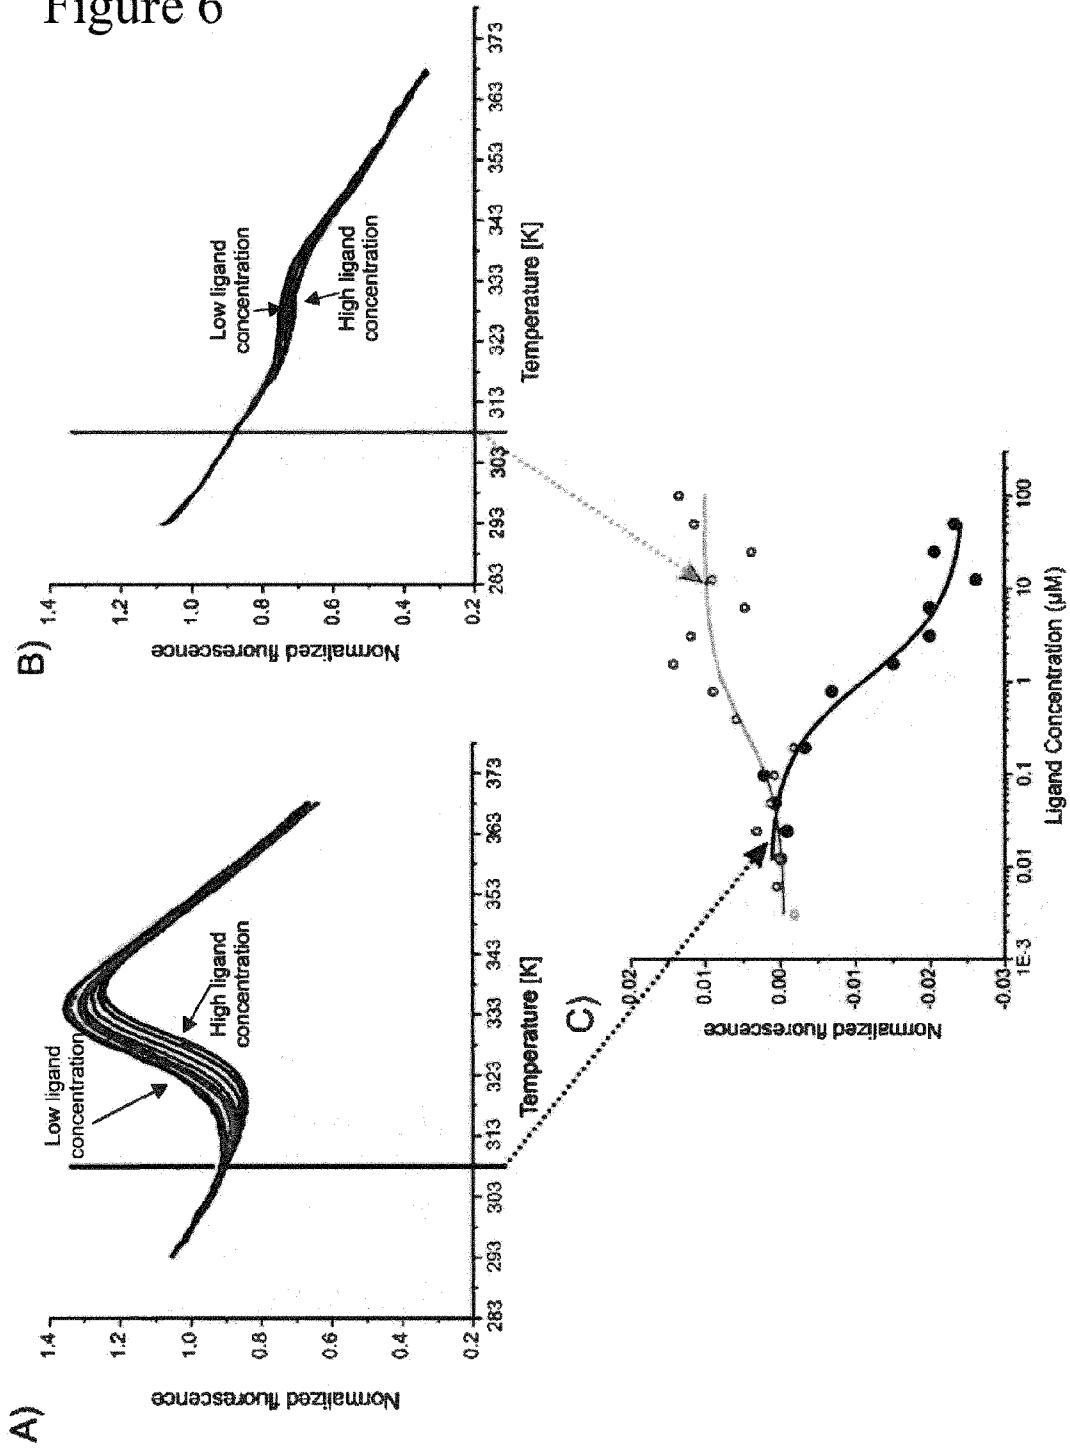 Figure 6
A)
1.4
1.2
1.0
0.8
0.6
0.4
0.2
Normalized fluorescence
283
293
303
313
323
333
343
353
363
373
Temperature [K]
Low ligand
concentration
High ligand
concentration
B)
1.4
1.2
1.0
0.8
0.6
0.4
0.2
Normalized fluorescence
283
293
303
313
323
333
343
353
363
373
Temperature [K]
Low ligand
concentration
High ligand
concentration
C)
0.02
0.01
0.00
-0.01
-0.02
-0.03
Normalized fluorescence
1E-3
0.01
0.1
1
10
100
Ligand Concentration (µM)